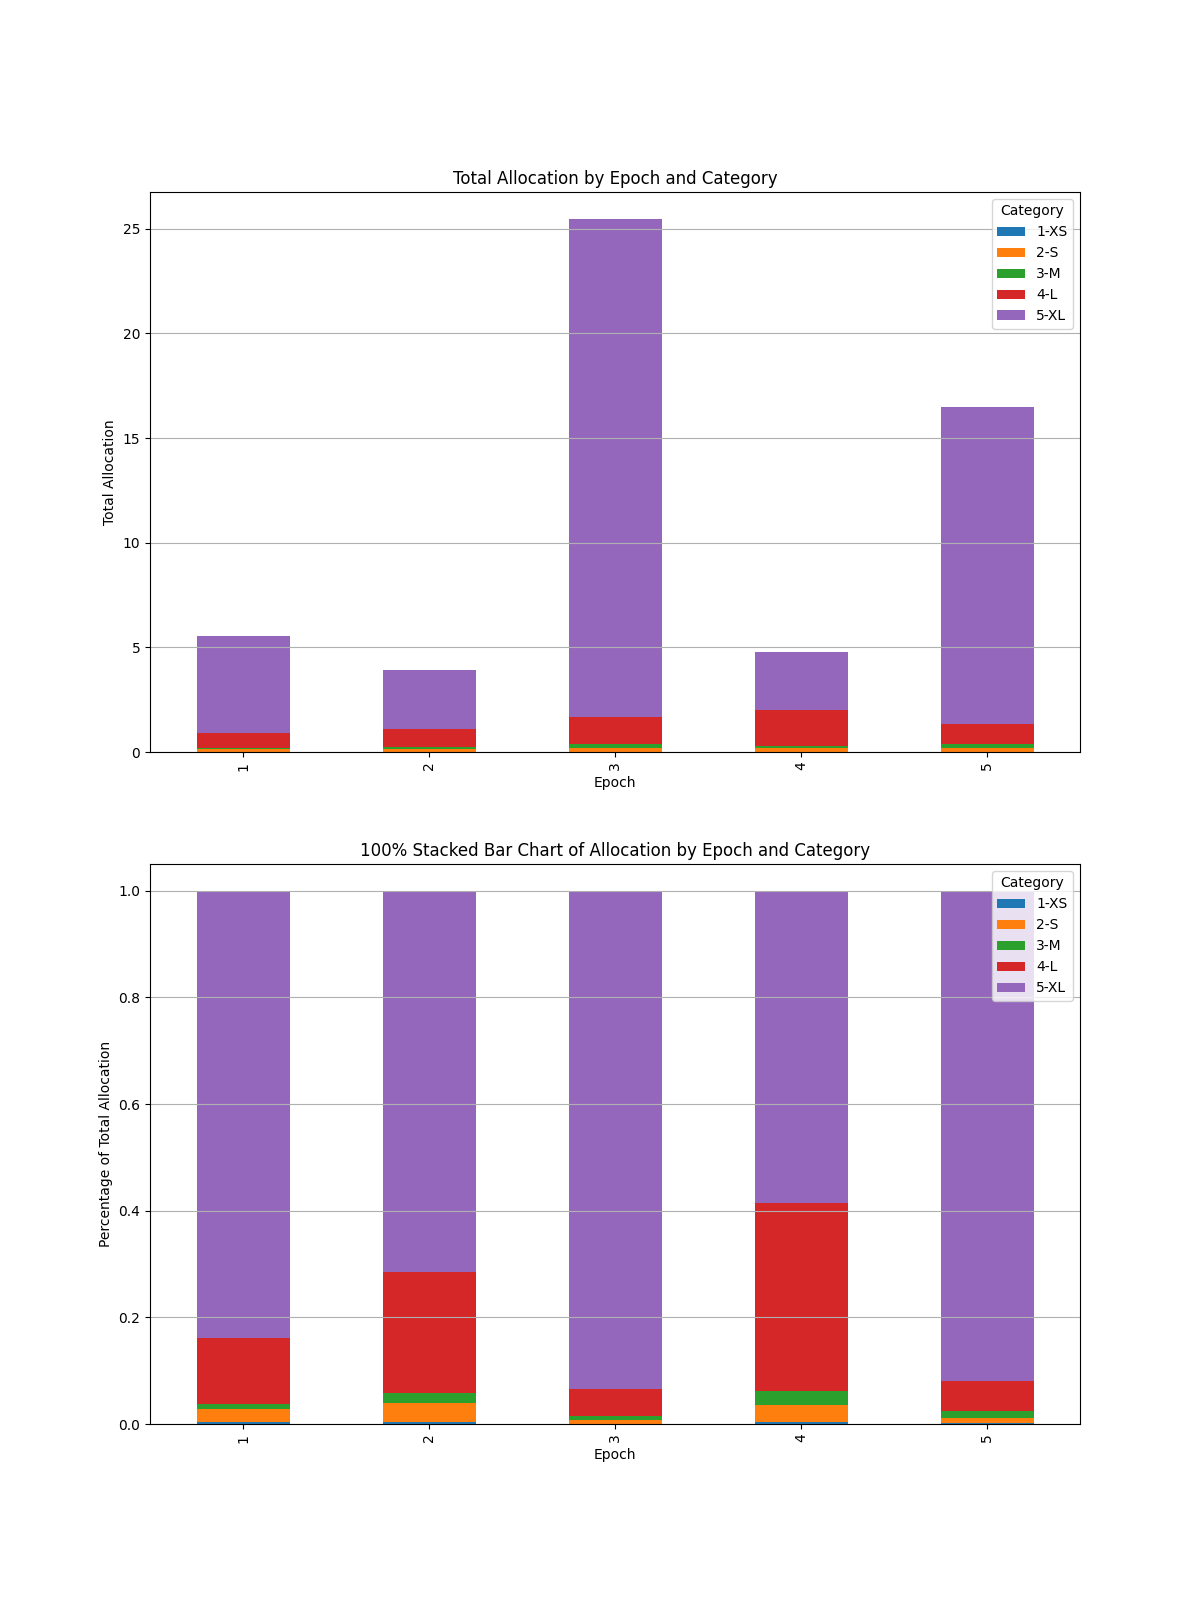 Total Allocation by Epoch and Category
Category
1-XS
2-S
3-M
4-L
5-XL
25
20
15
10
5
0
Total Allocation
1
2
3
4
5
Epoch
100% Stacked Bar Chart of Allocation by Epoch and Category
Category
1-XS
2-S
3-M
4-L
5-XL
1.0
0.8
0.6
0.4
0.2
0.0
Percentage of Total Allocation
1
2
3
4
5
Epoch